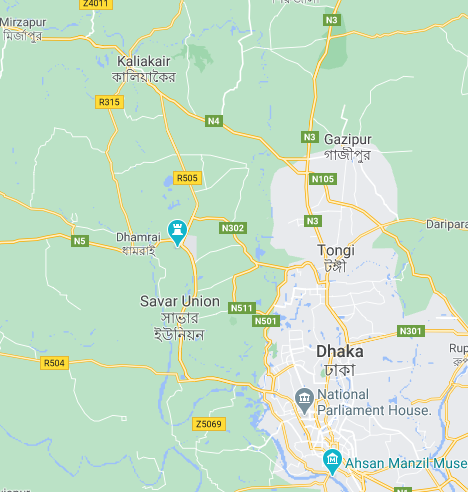 Z4011
N3
Mirzapur
মির্জাপুর
Kaliakair
কালিয়াকৈর
R315
N4
N3
Gazipur
গাজীপুর
R505
N105
N302
N3
Daripara
N5
Dhamrai
ধামরাই
Tongi
টঙ্গী
Savar Union
সাভার
ইউনিয়ন
N511
N501
N301
Dhaka
ঢাকা
Rup
R504
National
Parliament House.
Z5069
Ahsan Manzil Muse